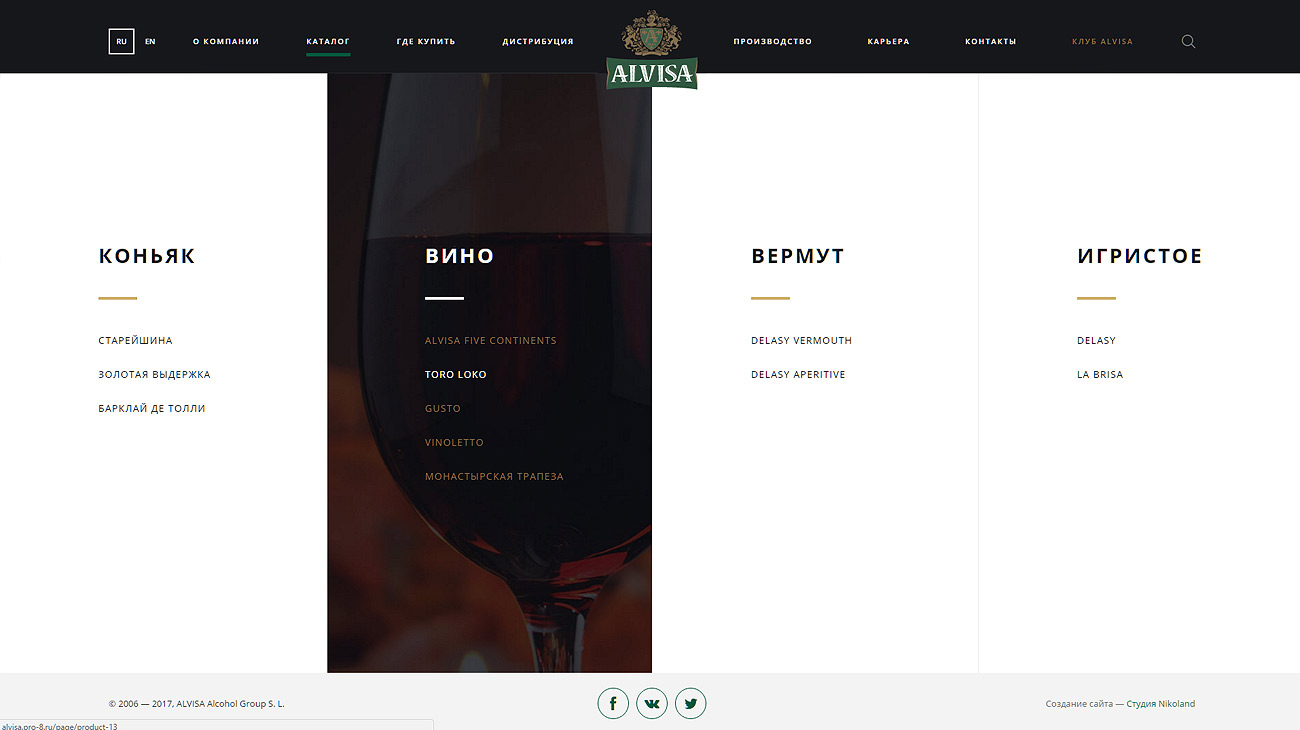 RU EN О КОМПАНИИ КАТАЛОГ ГДЕ КУПИТЬ ДИСТРИБУЦИЯ ALVISA ПРОИЗВОДСТВО КАРЬЕРА КОНТАКТЫ КЛУБ ALVISA
КОНЬЯК
СТАРЕЙШИНА
ЗОЛОТАЯ ВЫДЕРЖКА
БАРКЛАЙ ДЕ ТОЛЛИ
ВИНО
ALVISA FIVE CONTINENTS
TORO LOKO
GUSTO
VINOLETTO
МОНАСТЫРСКАЯ ТРАПЕЗА
ВЕРМУТ
DELASY VERMOUTH
DELASY APERITIVE
ИГРИСТОЕ
DELASY
LA BRISA
© 2006 — 2017, ALVISA Alcohol Group S. L.
Создание сайта — Студия Nikoland
alvisa.pro-8.ru/page/product-13